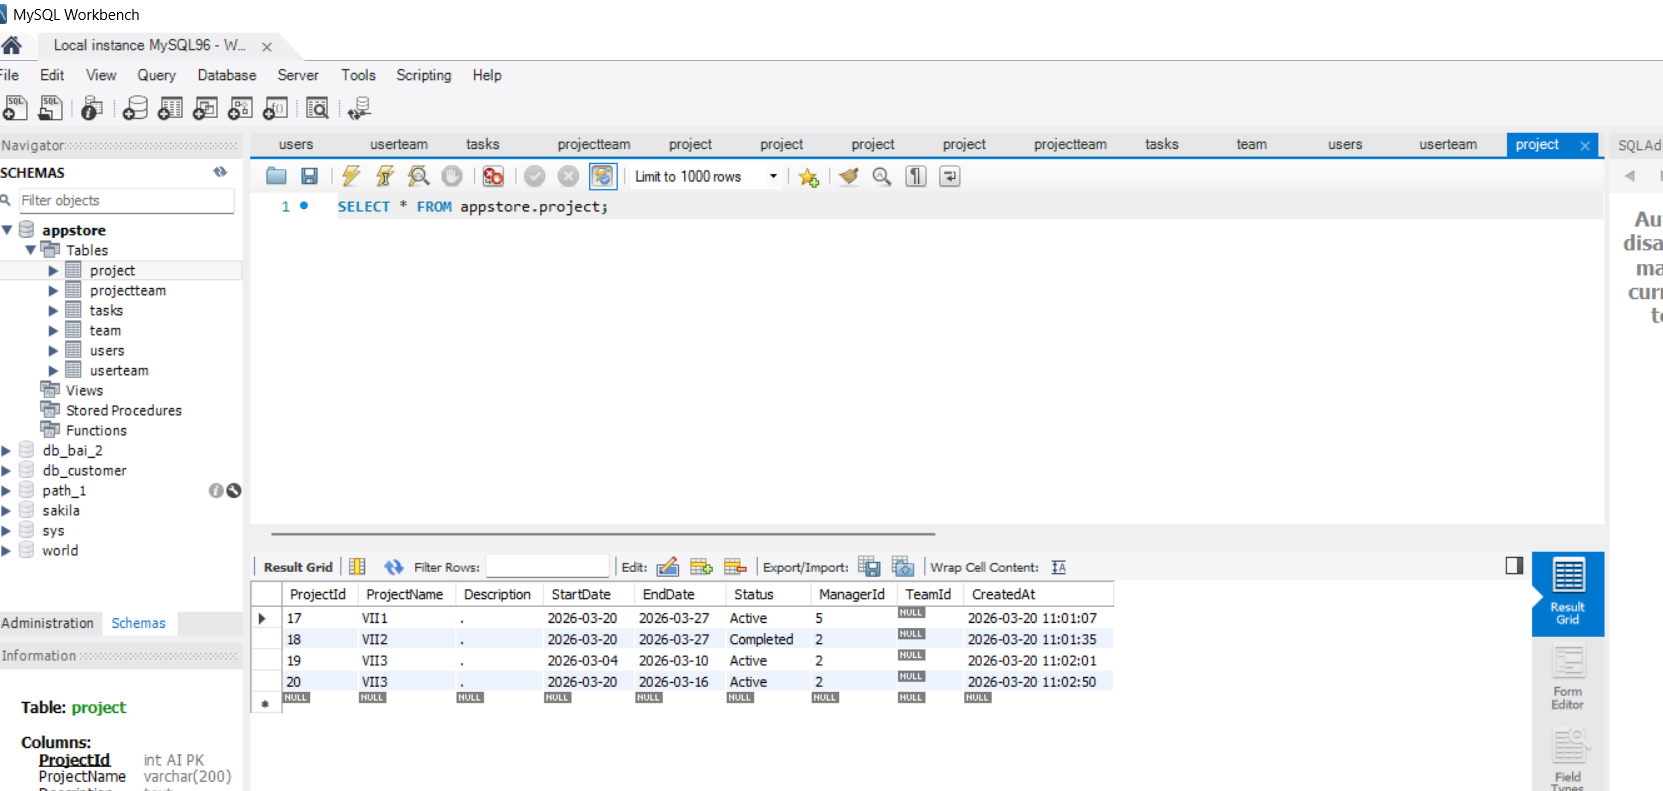 MySQL Workbench
Local instance MySQL96 - W...
File Edit View Query Database Server Tools Scripting Help
Navigator
SCHEMAS
Filter objects
appstore
Tables
project
projectteam
tasks
team
users
userteam
Views
Stored Procedures
Functions
db_bai_2
db_customer
path_1
sakila
sys
world
Administration Schemas
Information
Table: project
Columns:
ProjectId int AI PK
ProjectName varchar(200)
Description text
users userteam tasks projectteam project project project project projectteam tasks team users userteam project
Limit to 1000 rows
1 SELECT * FROM appstore.project;
Result Grid Filter Rows: Edit: Export/Import: Wrap Cell Content:
ProjectId ProjectName Description StartDate EndDate Status ManagerId TeamId CreatedAt
17 VII1 . 2026-03-20 2026-03-27 Active 5 NULL 2026-03-20 11:01:07
18 VII2 . 2026-03-20 2026-03-27 Completed 2 NULL 2026-03-20 11:01:35
19 VII3 . 2026-03-04 2026-03-10 Active 2 NULL 2026-03-20 11:02:01
20 VII3 . 2026-03-20 2026-03-16 Active 2 NULL 2026-03-20 11:02:50
NULL NULL NULL NULL NULL NULL NULL NULL NULL
Result
Grid
Form
Editor
Field
Types
SQLAd
Au
disa
ma
curr
t